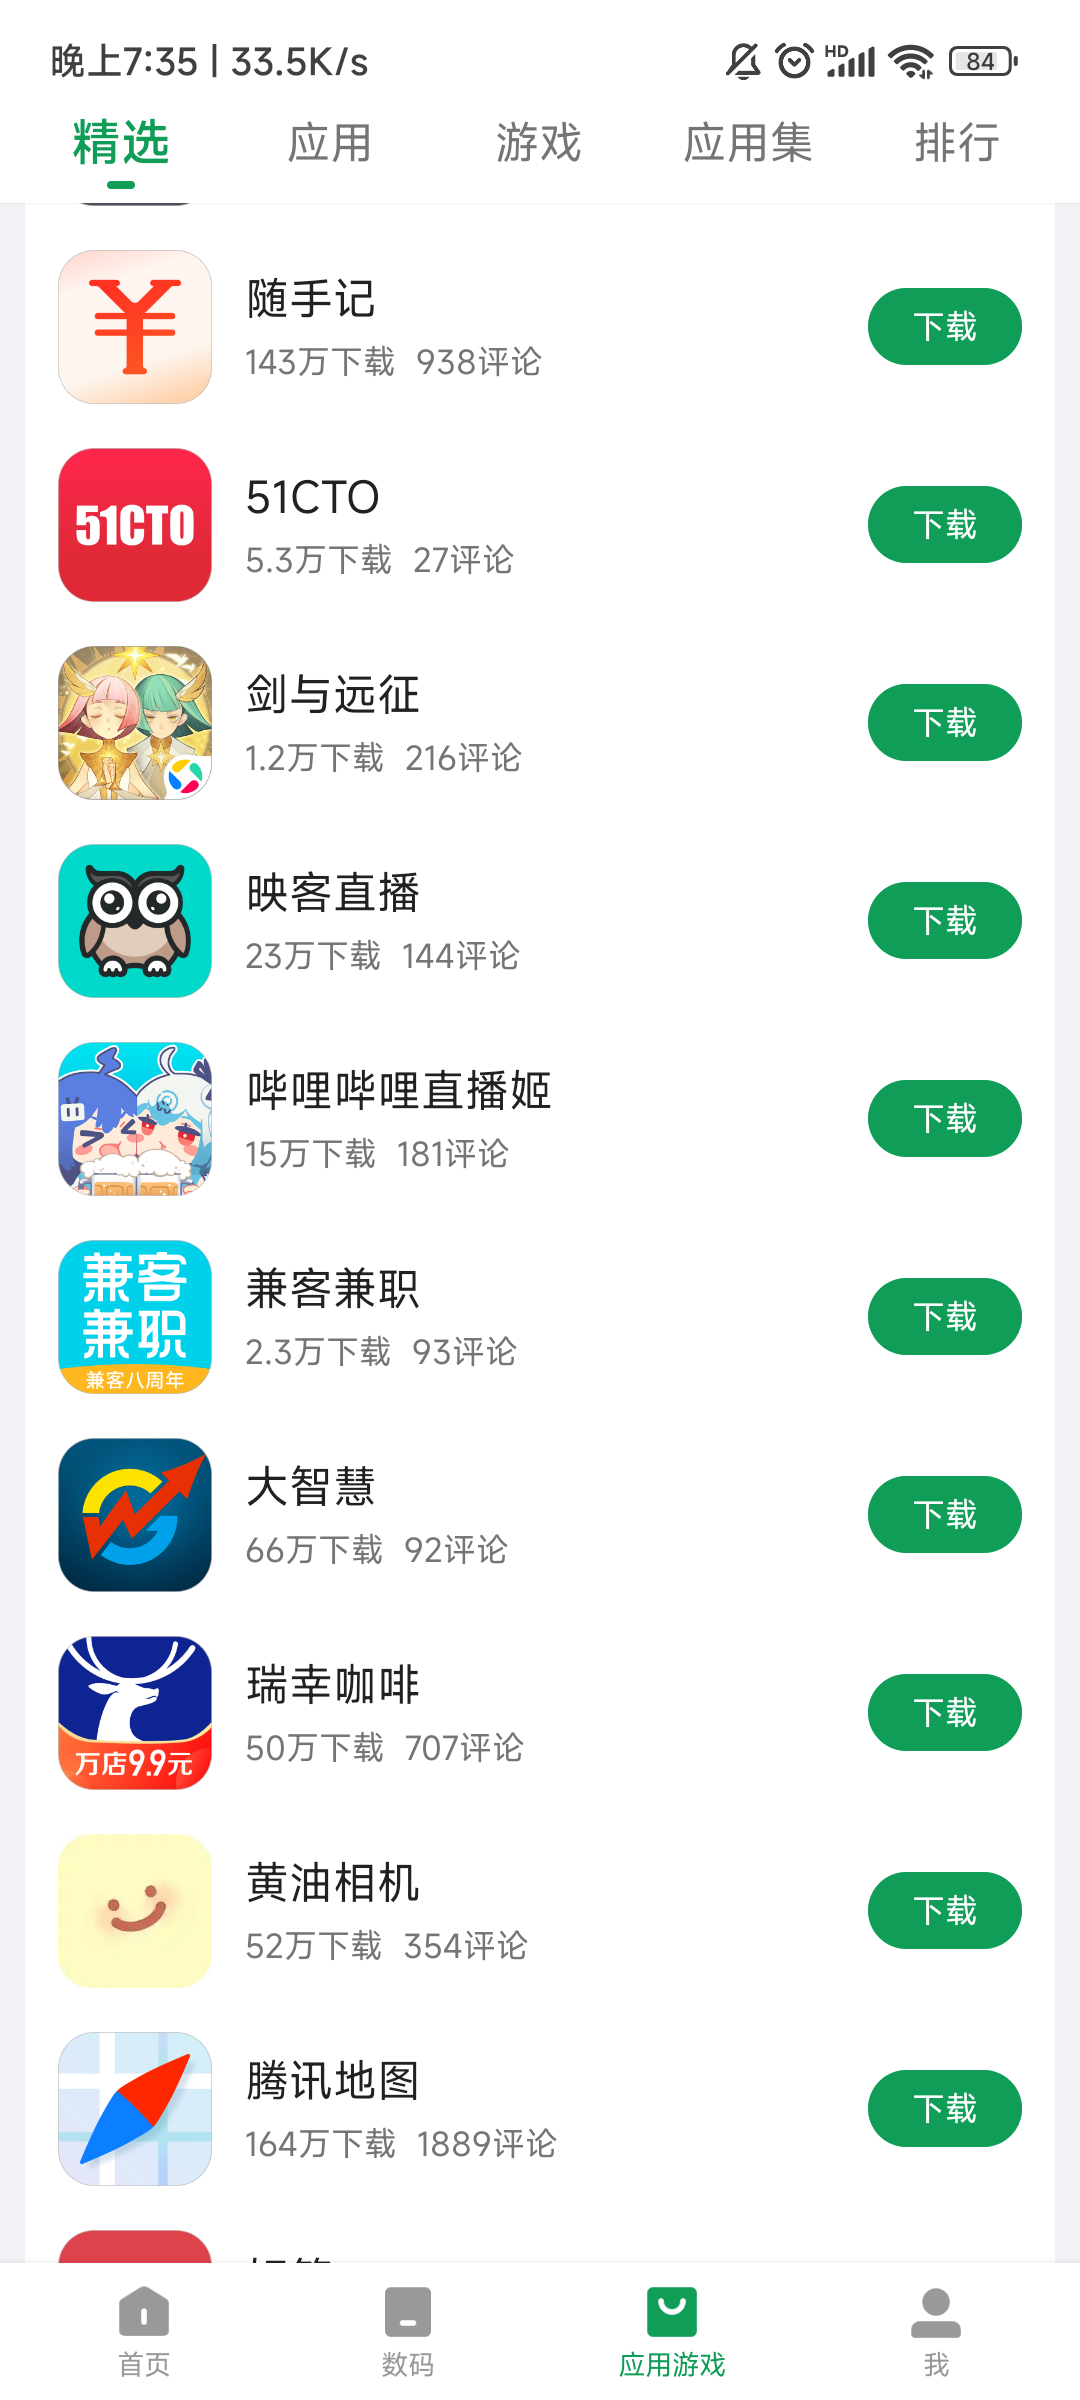 晚上7:35 | 33.5K/s HD 84
精选 应用 游戏 应用集 排行
随手记
143万下载 938评论
下载
51CTO
51CTO
5.3万下载 27评论
下载
剑与远征
1.2万下载 216评论
下载
映客直播
23万下载 144评论
下载
哔哩哔哩直播姬
15万下载 181评论
下载
兼客
兼职
兼客八周年
兼客兼职
2.3万下载 93评论
下载
大智慧
66万下载 92评论
下载
万店9.9元
瑞幸咖啡
50万下载 707评论
下载
黄油相机
52万下载 354评论
下载
腾讯地图
164万下载 1889评论
下载
首页 数码 应用游戏 我